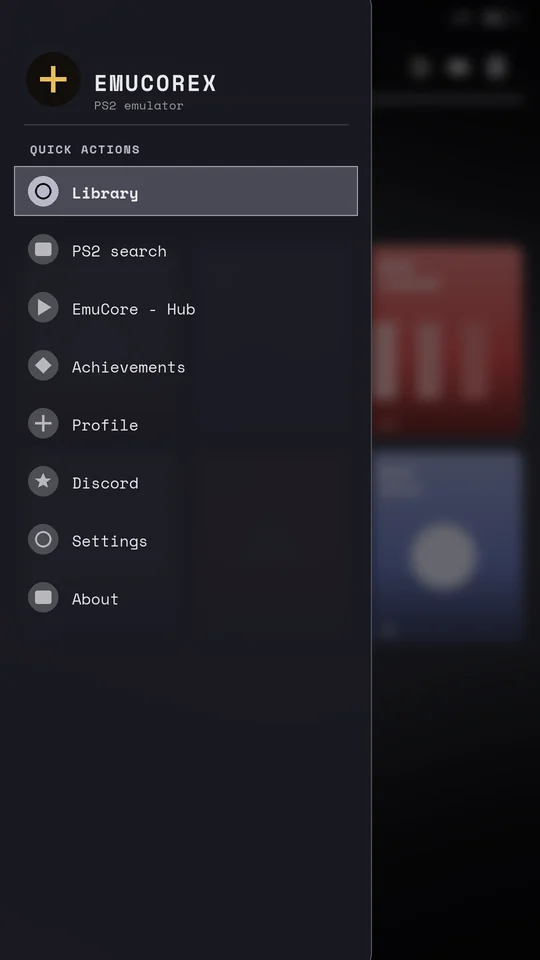 EMUCOREX
PS2 emulator
QUICK ACTIONS
Library
PS2 search
EmuCore - Hub
Achievements
Profile
Discord
Settings
About